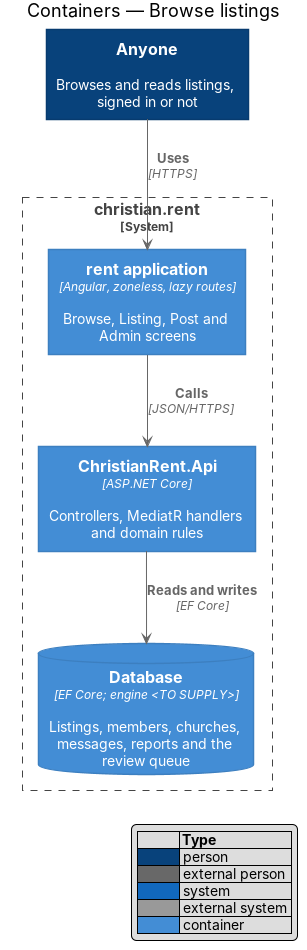 Containers — Browse listings
Anyone
Browses and reads listings,
signed in or not
Uses
[HTTPS]
christian.rent
[System]
rent application
[Angular, zoneless, lazy routes]
Browse, Listing, Post and
Admin screens
Calls
[JSON/HTTPS]
ChristianRent.Api
[ASP.NET Core]
Controllers, MediatR handlers
and domain rules
Reads and writes
[EF Core]
Database
[EF Core; engine <TO SUPPLY>]
Listings, members, churches,
messages, reports and the
review queue
Type
person
external person
system
external system
container